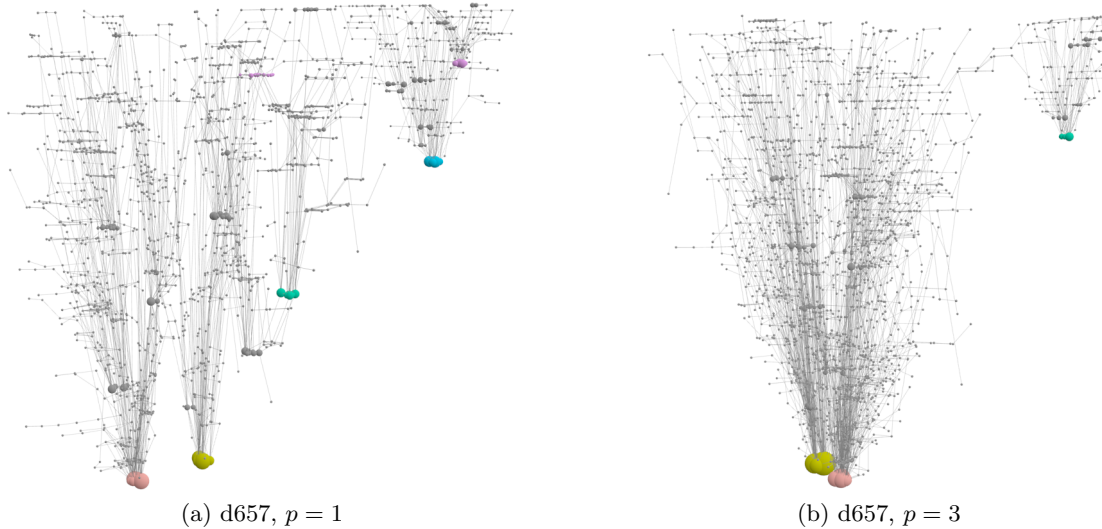 (a) d657, p = 1
(b) d657, p = 3